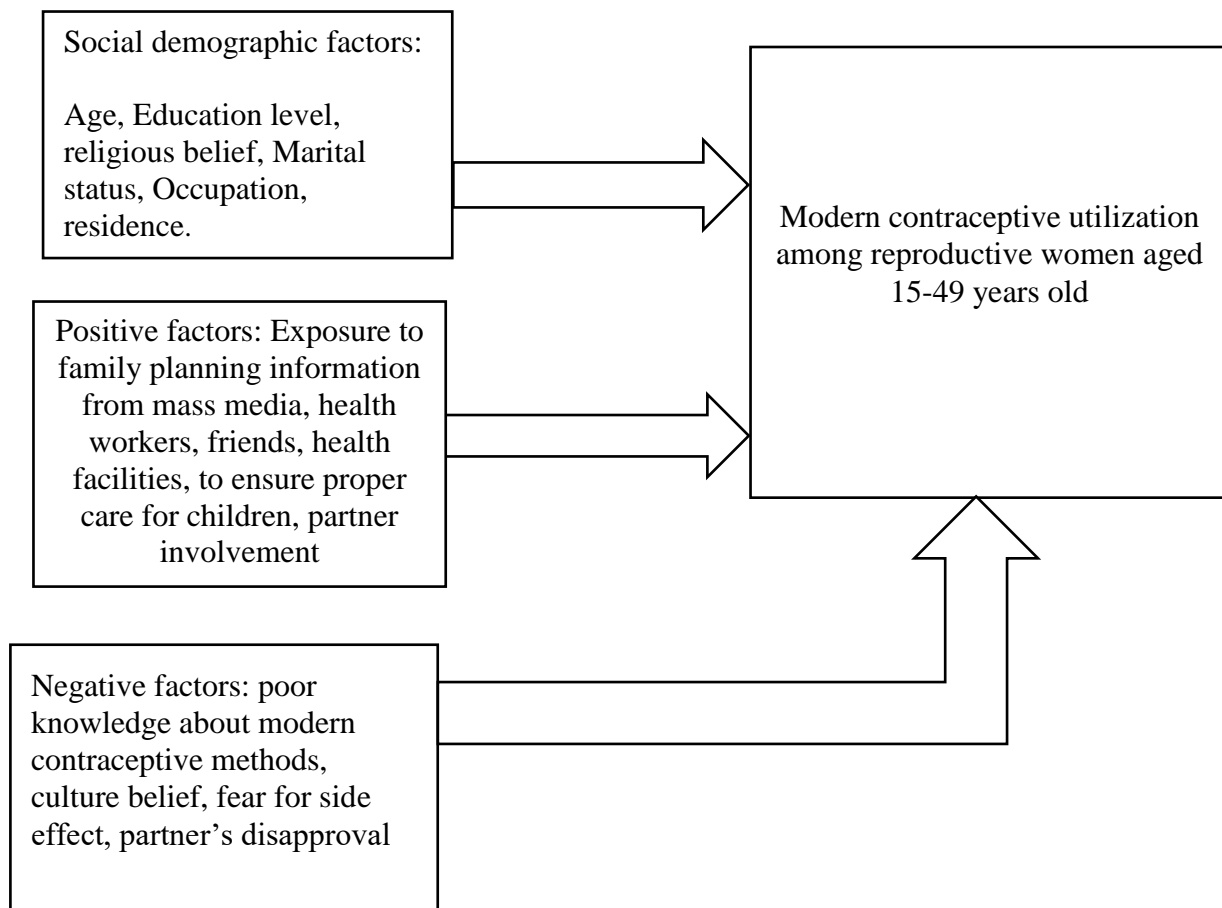 Social demographic factors:
Age, Education level,
religious belief, Marital
status, Occupation,
residence.
Modern contraceptive utilization
among reproductive women aged
15-49 years old
Positive factors: Exposure to
family planning information
from mass media, health
workers, friends, health
facilities, to ensure proper
care for children, partner
involvement
Negative factors: poor
knowledge about modern
contraceptive methods,
culture belief, fear for side
effect, partner’s disapproval